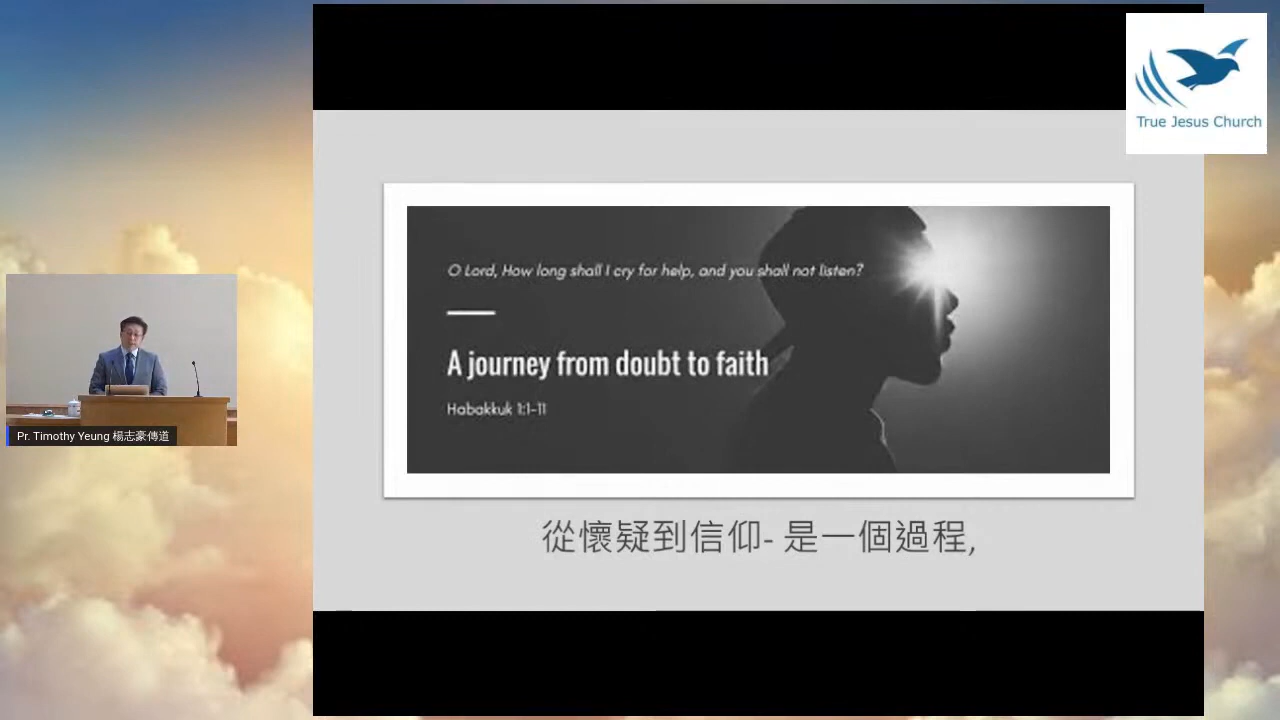 True Jesus Church
O Lord, How long shall I cry for help, and you shall not listen?
A journey from doubt to faith
Habakkuk 1:1-11
Pr. Timothy Yeung 楊志豪傳道
從懷疑到信仰- 是一個過程,